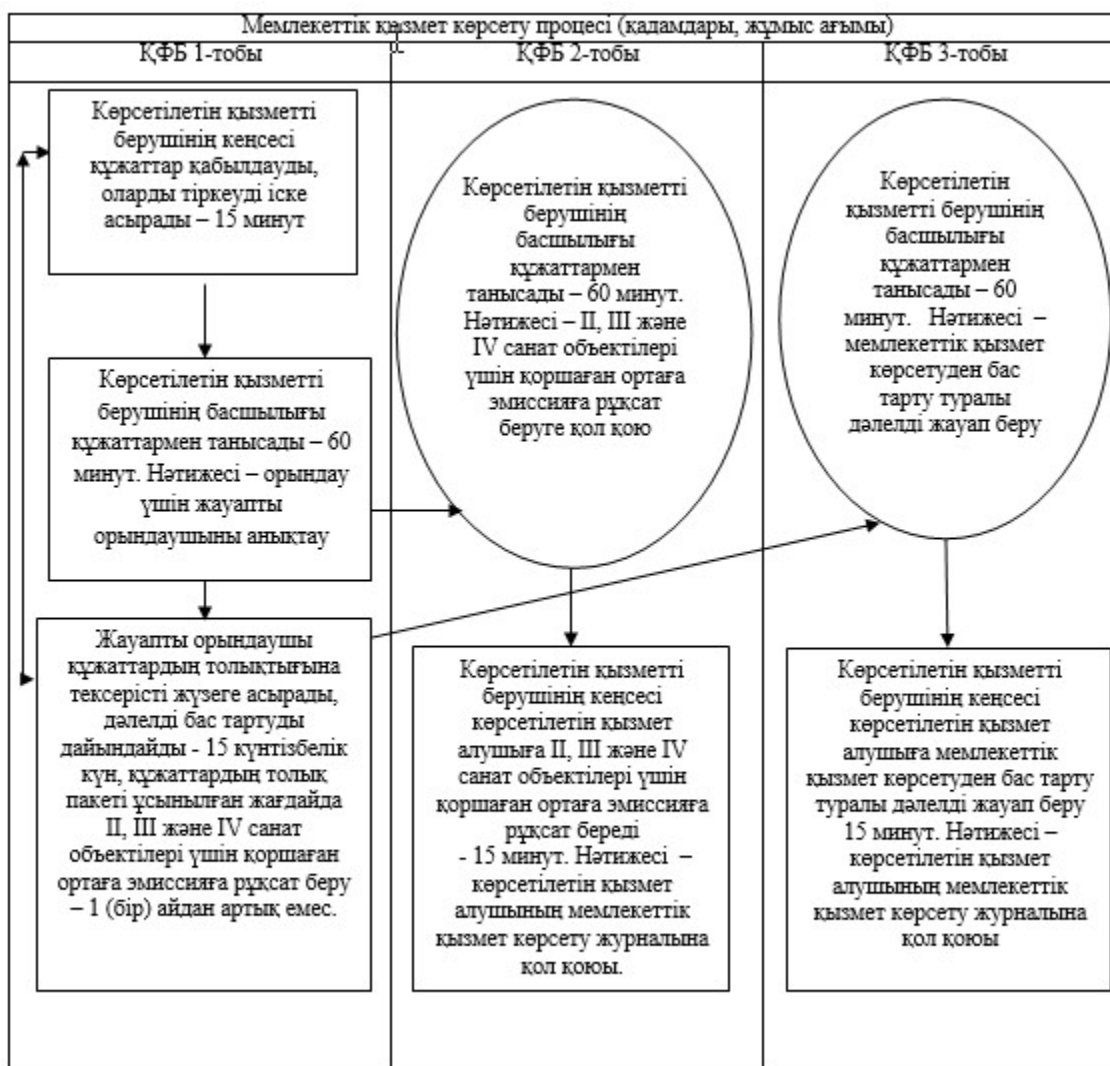 Мемлекеттік қызмет көрсету процесі (қадамдары, жұмыс ағымы)
ҚФБ 1-тобы
ҚФБ 2-тобы
ҚФБ 3-тобы
Көрсетілетін қызметті
берушінің кеңсесі
құжаттар қабылдауды,
оларды тіркеуді іске
асырады – 15 минут
Көрсетілетін қызметті
берушінің басшылығы
құжаттармен танысады – 60
минут. Нәтижесі – орындау
үшін жауапты
орындаушыны анықтау
Жауапты орындаушы
құжаттардың толықтығына
тексерісті жүзеге асырады,
дәлелді бас тартуды
дайындайды - 15 күнтізбелік
күн, құжаттардың толық
пакеті ұсынылған жағдайда
II, III және IV санат
объектілері үшін қоршаған
ортаға эмиссияға рұқсат беру
– 1 (бір) айдан артық емес.
Көрсетілетін қызметті
берушінің
басшылығы
құжаттармен
танысады – 60 минут.
Нәтижесі – II, III және
IV санат объектілері
үшін қоршаған ортаға
эмиссияға рұқсат
беруге қол қою
Көрсетілетін қызметті
берушінің кеңсесі
көрсетілетін қызмет
алушыға II, III және IV
санат объектілері үшін
қоршаған ортаға эмиссияға
рұқсат береді
- 15 минут. Нәтижесі –
көрсетілетін қызмет
алушының мемлекеттік
қызмет көрсету журналына
қол қоюы.
Көрсетілетін
қызметті берушінің
басшылығы
құжаттармен
танысады – 60
минут. Нәтижесі –
мемлекеттік қызмет
көрсетуден бас
тарту туралы
дәлелді жауап беру
Көрсетілетін қызметті
берушінің кеңсесі
көрсетілетін қызмет
алушыға мемлекеттік
қызмет көрсетуден бас тарту
туралы дәлелді жауап беру
15 минут. Нәтижесі –
көрсетілетін қызмет
алушының мемлекеттік
қызмет көрсету журналына
қол қоюы